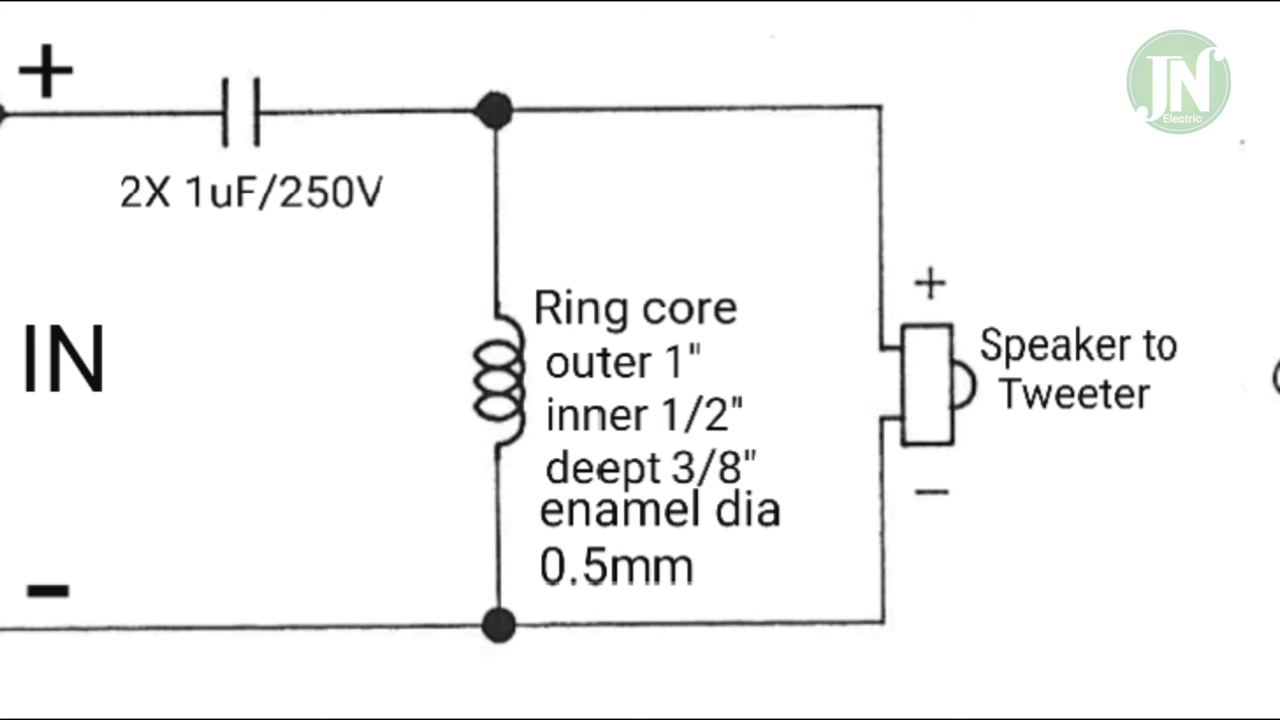 JN
Electric
+
2X 1uF/250V
IN
Ring core
outer 1"
inner 1/2"
deept 3/8"
enamel dia
0.5mm
+
Speaker to
Tweeter
−
-